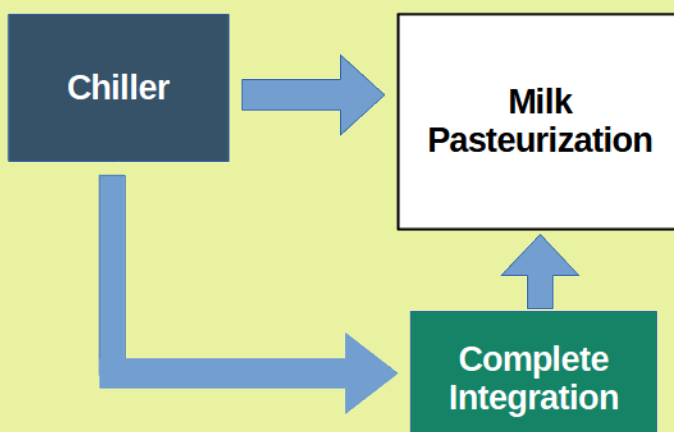 Chiller
Milk
Pasteurization
Complete
Integration